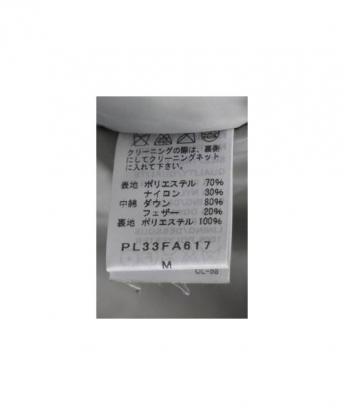 クリーニングの際は、裏側
にしてクリーニングネット
に入れて下さい。
表地 ポリエステル 70%
ナイロン 30%
中綿 ダウン 80%
フェザー 20%
裏地 ポリエステル 100%
PL33FA617
M